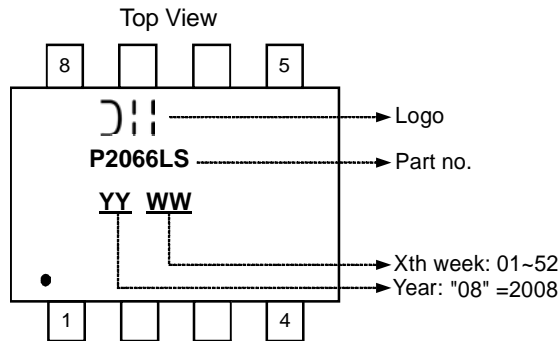 Top View
8 5
Logo
P2066LS Part no.
YY WW
Xth week: 01~52
Year: "08" =2008
1 4